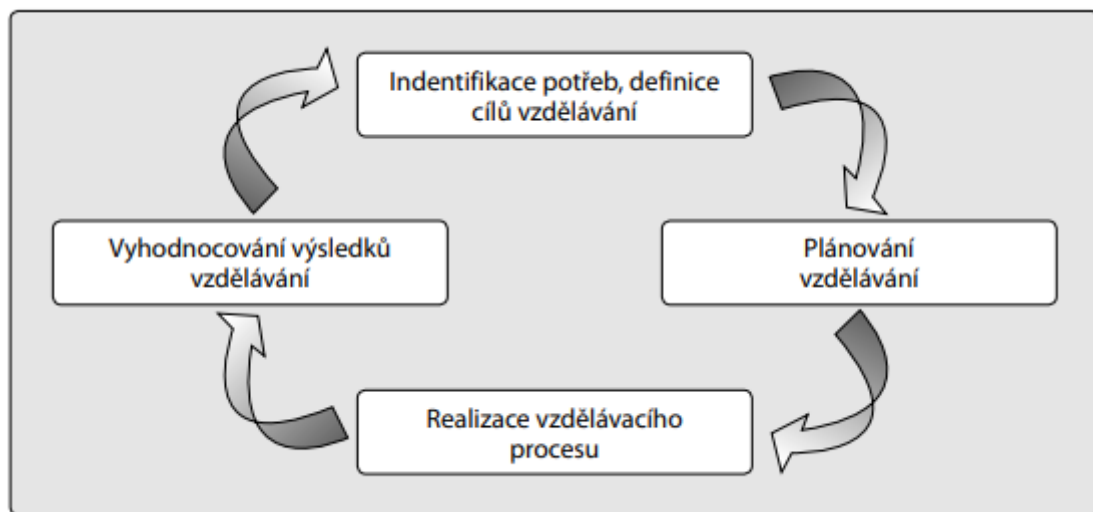 Indentifikace potřeb, definice
cílů vzdělávání
Vyhodnocování výsledků
vzdělávání
Plánování
vzdělávání
Realizace vzdělávacího
procesu